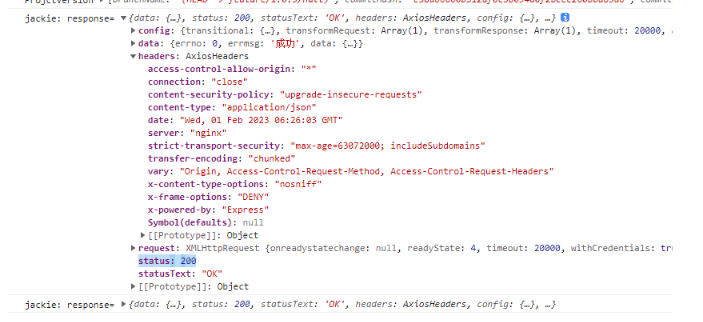 jackie: response= ▼{data: {…}, status: 200, statusText: 'OK', headers: AxiosHeaders, config: {…}, …}
▶config: {transitional: {…}, transformRequest: Array(1), transformResponse: Array(1), timeout: 20000,
▶data: {errno: 0, errmsg: '成功', data: {…}}
▼headers: AxiosHeaders
access-control-allow-origin: "*"
connection: "close"
content-security-policy: "upgrade-insecure-requests"
content-type: "application/json"
date: "Wed, 01 Feb 2023 06:26:03 GMT"
server: "nginx"
strict-transport-security: "max-age=63072000; includeSubdomains"
transfer-encoding: "chunked"
vary: "Origin, Access-Control-Request-Method, Access-Control-Request-Headers"
x-content-type-options: "nosniff"
x-frame-options: "DENY"
x-powered-by: "Express"
Symbol(defaults): null
▶[[Prototype]]: Object
▶request: XMLHttpRequest {onreadystatechange: null, readyState: 4, timeout: 20000, withCredentials:
status: 200
statusText: "OK"
▶[[Prototype]]: Object
jackie: response= ▶{data: {…}, status: 200, statusText: 'OK', headers: AxiosHeaders, config: {…}, …}